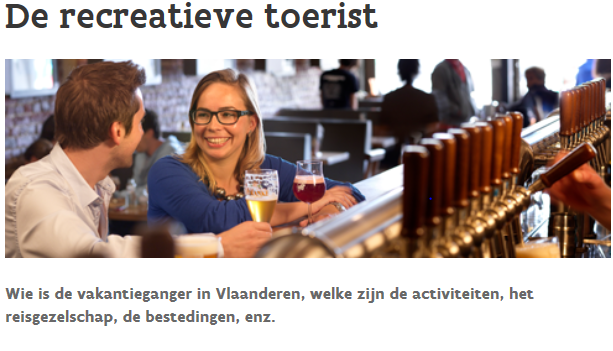 De recreatieve toerist
Wie is de vakantieganger in Vlaanderen, welke zijn de activiteiten, het
reisgezelschap, de bestedingen, enz.